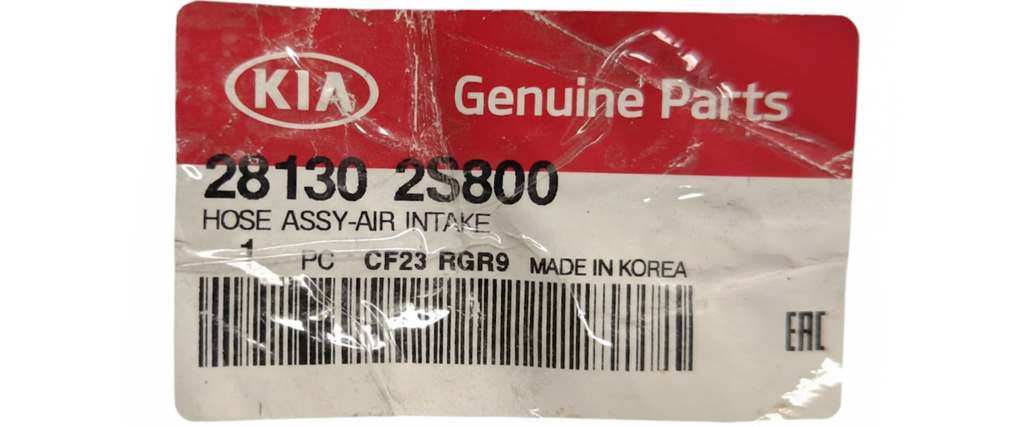 KIA Genuine Parts
28130 2S800
HOSE ASSY-AIR INTAKE
1 PC CF23 RGR9 MADE IN KOREA
EAC